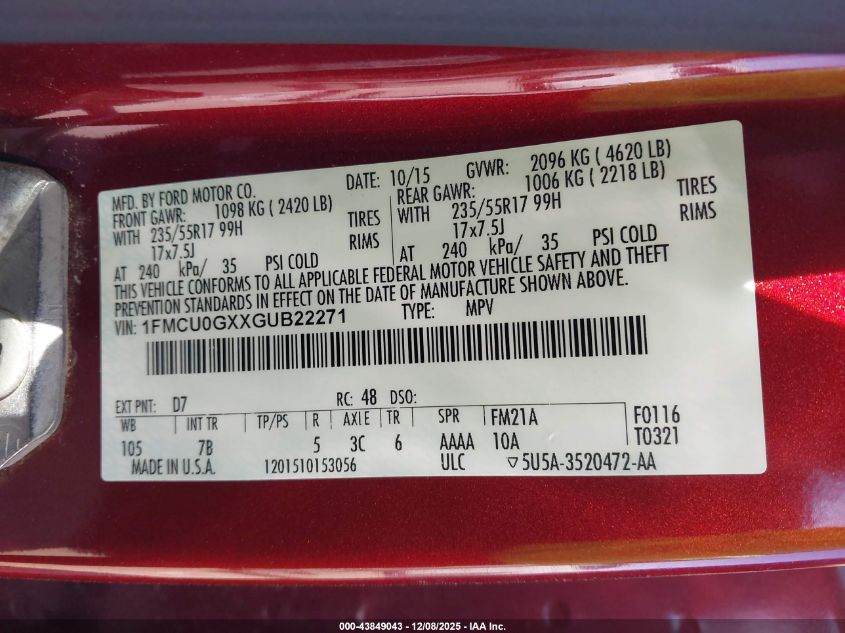 MFD. BY FORD MOTOR CO. DATE: 10/15 GVWR: 2096 KG ( 4620 LB)
FRONT GAWR: 1098 KG ( 2420 LB) REAR GAWR: 1006 KG ( 2218 LB)
WITH 235/55R17 99H TIRES WITH 235/55R17 99H TIRES
17x7.5J RIMS 17x7.5J RIMS
AT 240 kPa/ 35 PSI COLD AT 240 kPa/ 35 PSI COLD
THIS VEHICLE CONFORMS TO ALL APPLICABLE FEDERAL MOTOR VEHICLE SAFETY AND THEFT
PREVENTION STANDARDS IN EFFECT ON THE DATE OF MANUFACTURE SHOWN ABOVE.
VIN: 1FMCU0GXXGUB22271 TYPE: MPV
EXT PNT: D7 RC: 48 DSO:
WB INT TR TP/PS R AXLE TR SPR FM21A F0116
105 7B 5 3C 6 AAAA 10A T0321
MADE IN U.S.A. 1201510153056 ULC ▽5U5A-3520472-AA
000-43849043 - 12/08/2025 - IAA Inc.